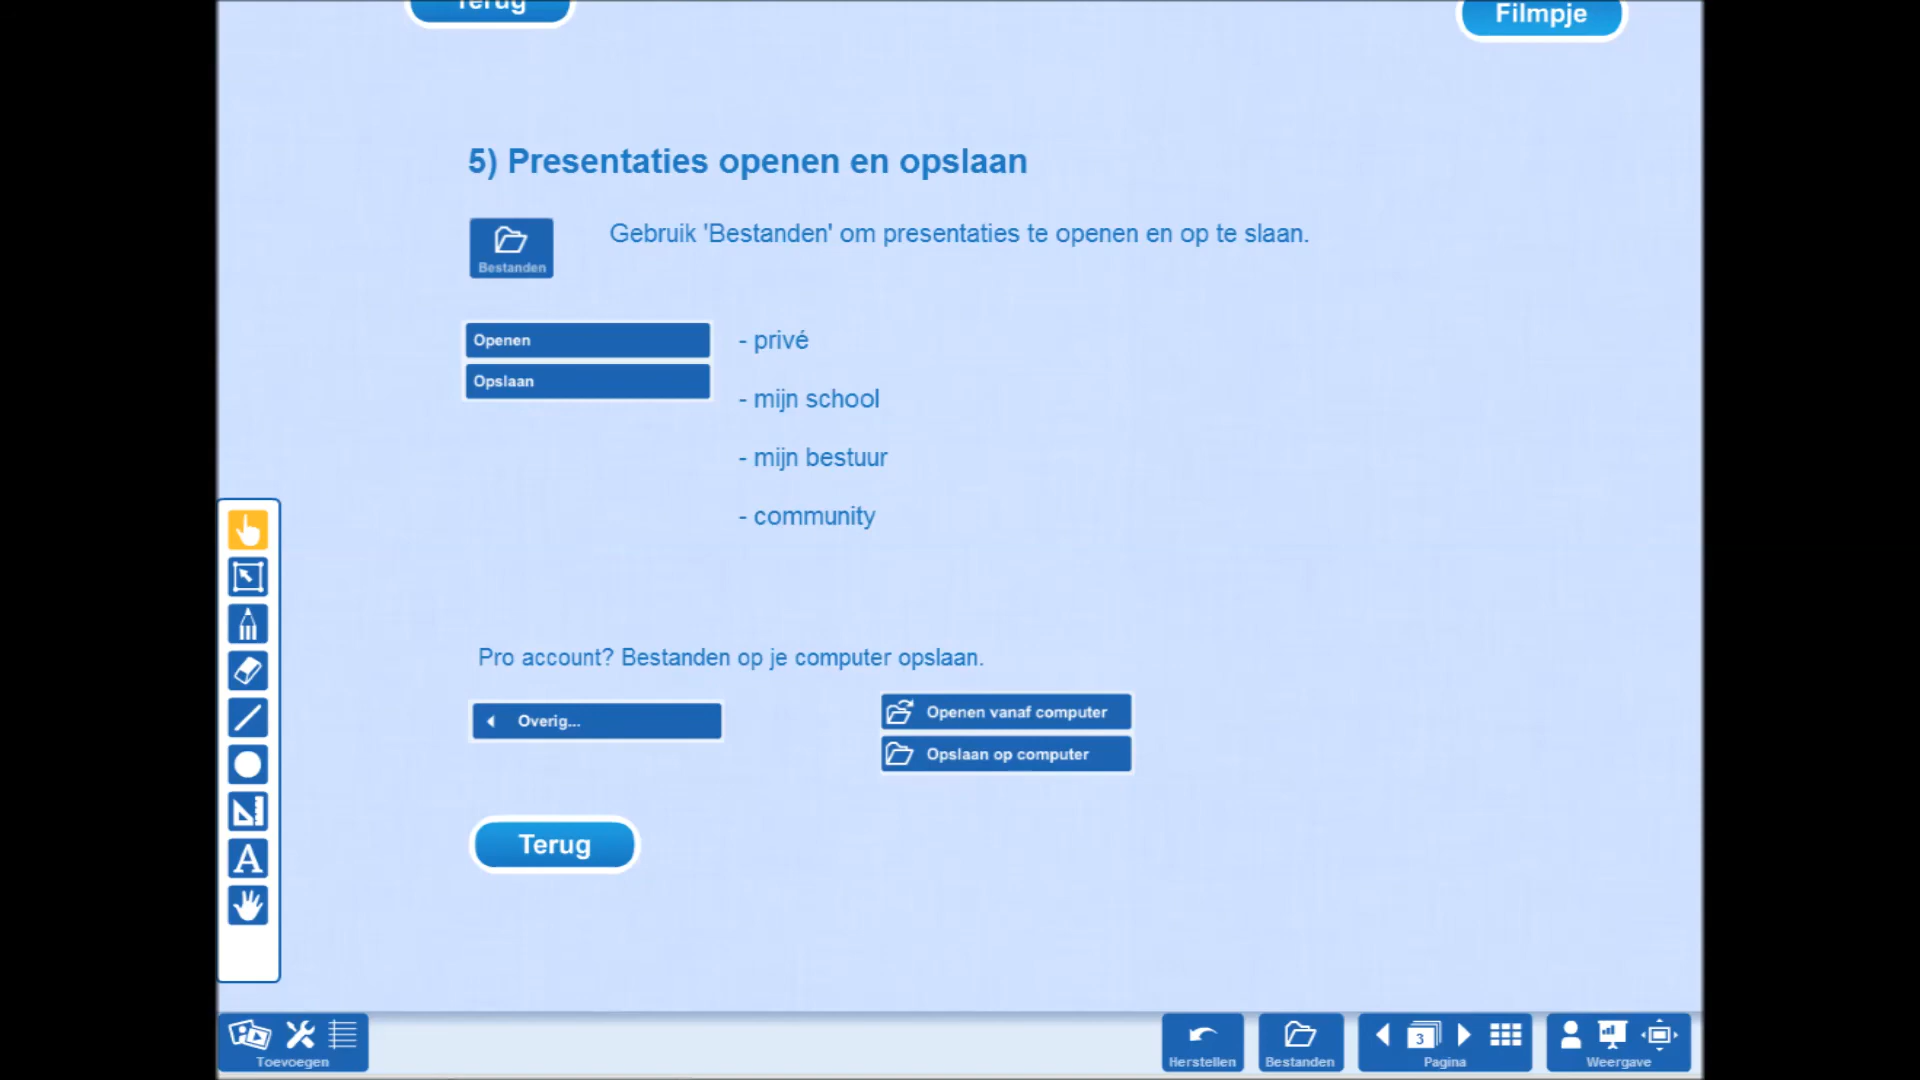 Terug
Filmpje
5) Presentaties openen en opslaan
Bestanden
Gebruik 'Bestanden' om presentaties te openen en op te slaan.
Openen
- privé
Opslaan
- mijn school
- mijn bestuur
- community
Pro account? Bestanden op je computer opslaan.
Overig...
Openen vanaf computer
Opslaan op computer
Terug
A
Toevoegen
Herstellen
Bestanden
3
Pagina
Weergave